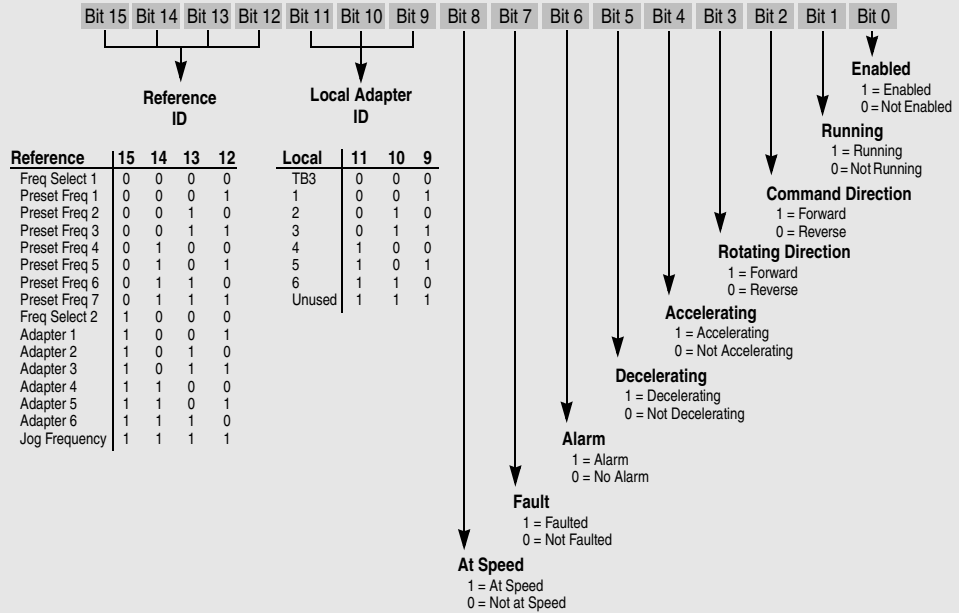 Bit 15 Bit 14 Bit 13 Bit 12 Bit 11 Bit 10 Bit 9 Bit 8 Bit 7 Bit 6 Bit 5 Bit 4 Bit 3 Bit 2 Bit 1 Bit 0
Reference
ID
Local Adapter
ID
Reference 15 14 13 12
Freq Select 1 0 0 0 0
Preset Freq 1 0 0 0 1
Preset Freq 2 0 0 1 0
Preset Freq 3 0 0 1 1
Preset Freq 4 0 1 0 0
Preset Freq 5 0 1 0 1
Preset Freq 6 0 1 1 0
Preset Freq 7 0 1 1 1
Freq Select 2 1 0 0 0
Adapter 1 1 0 0 1
Adapter 2 1 0 1 0
Adapter 3 1 0 1 1
Adapter 4 1 1 0 0
Adapter 5 1 1 0 1
Adapter 6 1 1 1 0
Jog Frequency 1 1 1 1
Local 11 10 9
TB3 0 0 0
1 0 0 1
2 0 1 0
3 0 1 1
4 1 0 0
5 1 0 1
6 1 1 0
Unused 1 1 1
Enabled
1 = Enabled
0 = Not Enabled
Running
1 = Running
0 = Not Running
Command Direction
1 = Forward
0 = Reverse
Rotating Direction
1 = Forward
0 = Reverse
Accelerating
1 = Accelerating
0 = Not Accelerating
Decelerating
1 = Decelerating
0 = Not Decelerating
Alarm
1 = Alarm
0 = No Alarm
Fault
1 = Faulted
0 = Not Faulted
At Speed
1 = At Speed
0 = Not at Speed